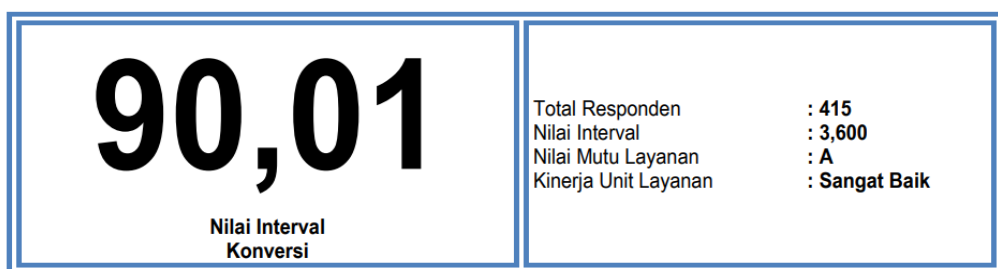 90,01
Nilai Interval
Konversi
Total Responden : 415
Nilai Interval : 3,600
Nilai Mutu Layanan : A
Kinerja Unit Layanan : Sangat Baik